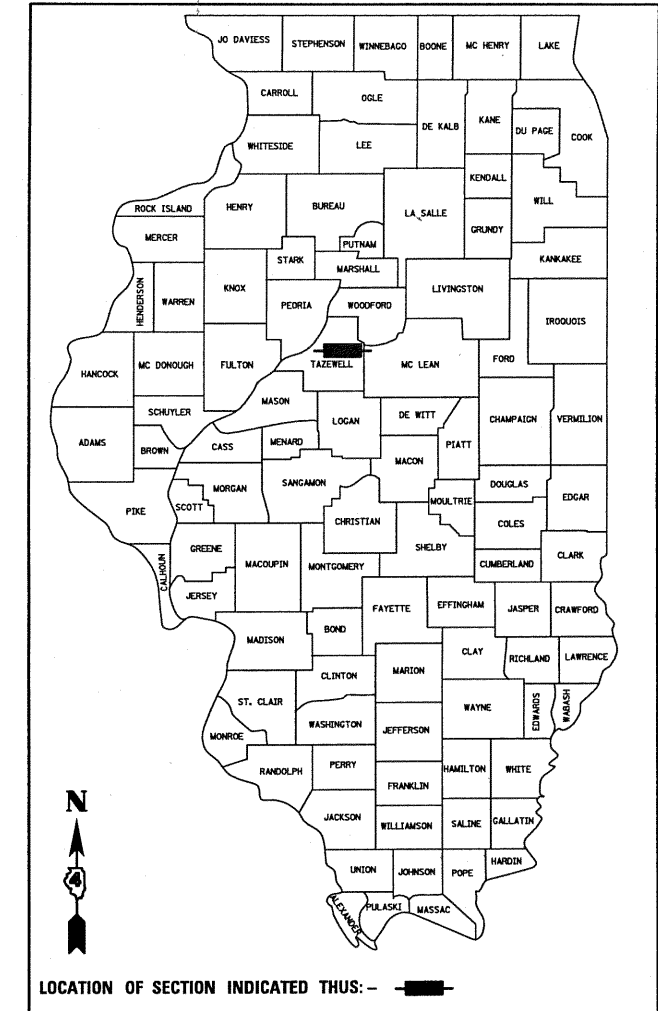 JO DAVIESS STEPHENSON WINNEBAGO BOONE MC HENRY LAKE
CARROLL OGLE DE KALB KANE DU PAGE COOK
WHITESIDE LEE
KENDALL WILL
ROCK ISLAND HENRY BUREAU LA SALLE GRUNDY
MERCER PUTNAM
STARK MARSHALL KANKAKEE
HENDERSON WARREN KNOX PEORIA WOODFORD LIVINGSTON IROQUOIS
HANCOCK MC DONOUGH FULTON TAZEWELL MC LEAN FORD
SCHUYLER MASON LOGAN DE WITT CHAMPAIGN VERMILION
ADAMS BROWN CASS MENARD PIATT
MACON
PIKE SCOTT MORGAN SANGAMON MOULTRIE DOUGLAS EDGAR
CHRISTIAN COLES
CALHOUN GREENE MACOUPIN MONTGOMERY SHELBY CUMBERLAND CLARK
JERSEY FAYETTE EFFINGHAM JASPER CRAWFORD
MADISON BOND
CLAY RICHLAND LAWRENCE
CLINTON MARION
ST. CLAIR WAYNE EDWARDS WABASH
WASHINGTON JEFFERSON
MONROE
RANDOLPH PERRY HAMILTON WHITE
FRANKLIN
N
JACKSON WILLIAMSON SALINE GALLATIN
4
UNION JOHNSON POPE HARDIN
ALEXANDER PULASKI MASSAC
LOCATION OF SECTION INDICATED THUS: -